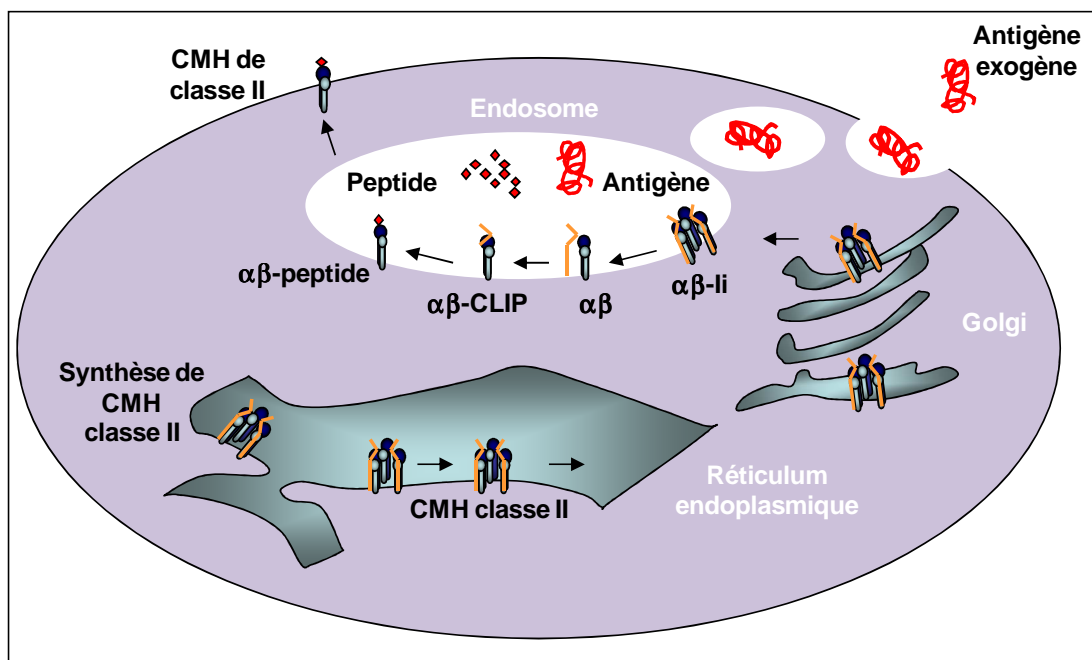 CMH de
classe II
Antigène
exogène
Endosome
Peptide
Antigène
αβ-peptide
αβ-CLIP
αβ
αβ-Ii
Golgi
Synthèse de
CMH
classe II
CMH classe II
Réticulum
endoplasmique